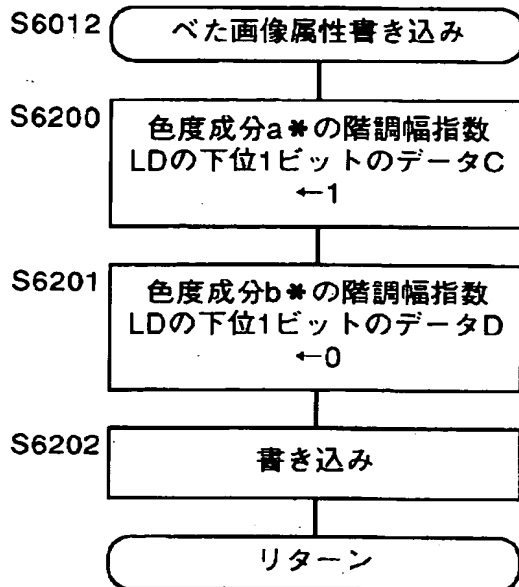 S6012
べた画像属性書き込み
S6200
色度成分a*の階調幅指数
LDの下位1ビットのデータC
←1
S6201
色度成分b*の階調幅指数
LDの下位1ビットのデータD
←0
S6202
書き込み
リターン